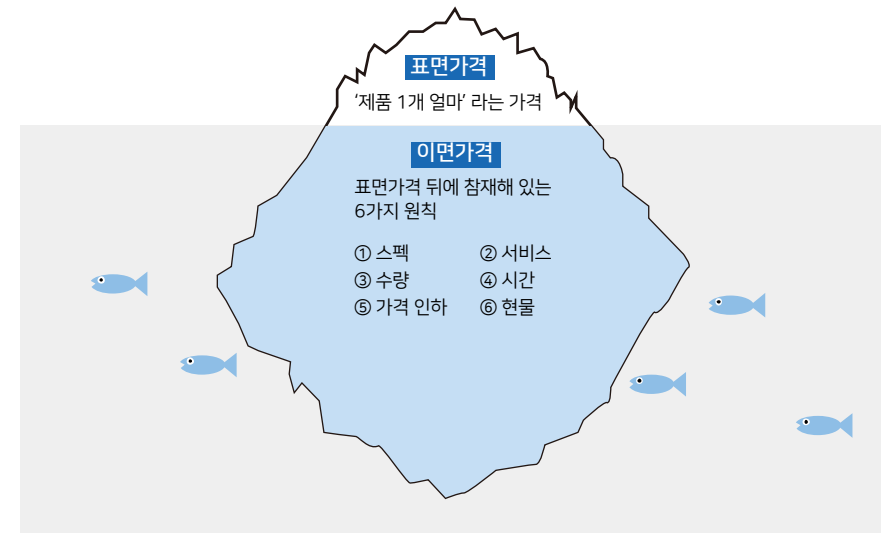 표면가격
‘제품 1개 얼마’ 라는 가격
이면가격
표면가격 뒤에 참재해 있는
6가지 원칙
① 스펙 ② 서비스
③ 수량 ④ 시간
⑤ 가격 인하 ⑥ 현물